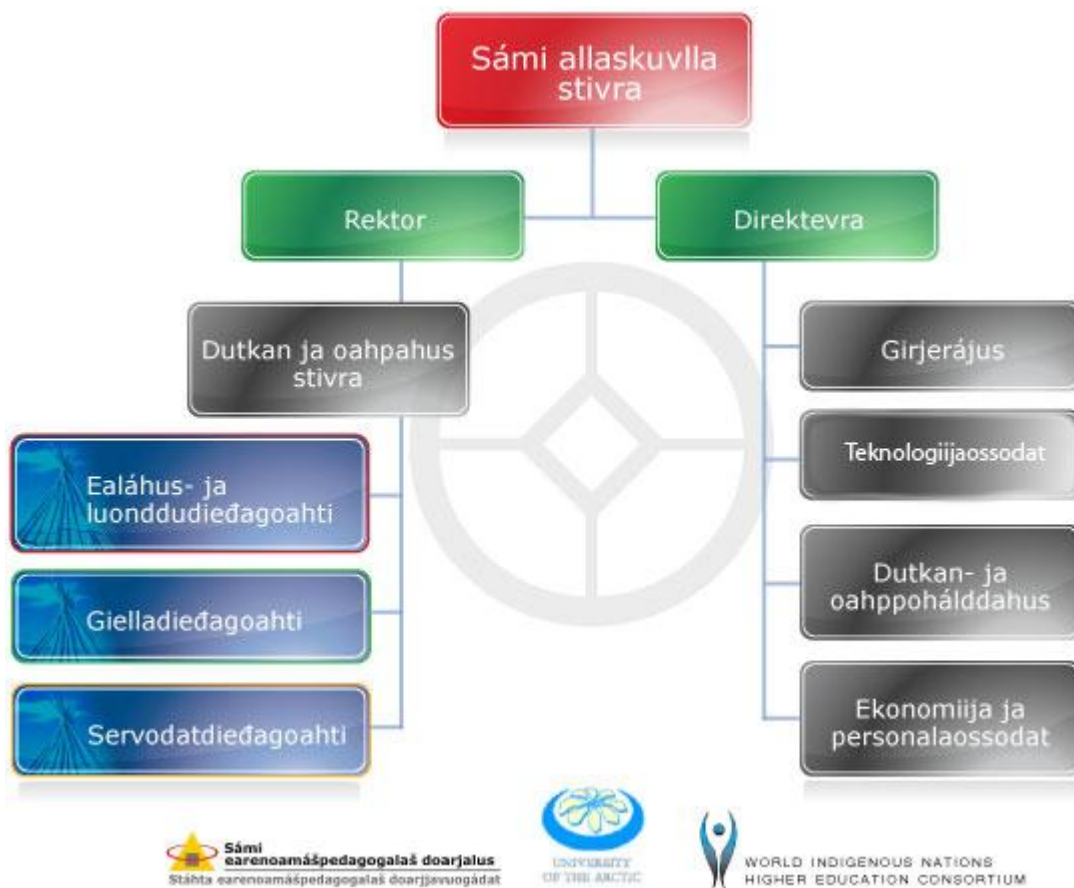 Sámi allaskuvlla
stivra
Rektor
Direktevra
Dutkan ja oahpahus
stivra
Ealáhus- ja
luonddudieđagoahti
Gielladieđagoahti
Servodatdieđagoahti
Girjerájus
Teknologiijaossodat
Dutkan- ja
oahppohálddahus
Ekonomiija ja
personalaossodat
Sámi
earenoamášpedagogalaš doarjalus
Stáhta earenoamášpedagogalaš doarjjavuogádat
UNIVERSITY
OF THE ARCTIC
WORLD INDIGENOUS NATIONS
HIGHER EDUCATION CONSORTIUM